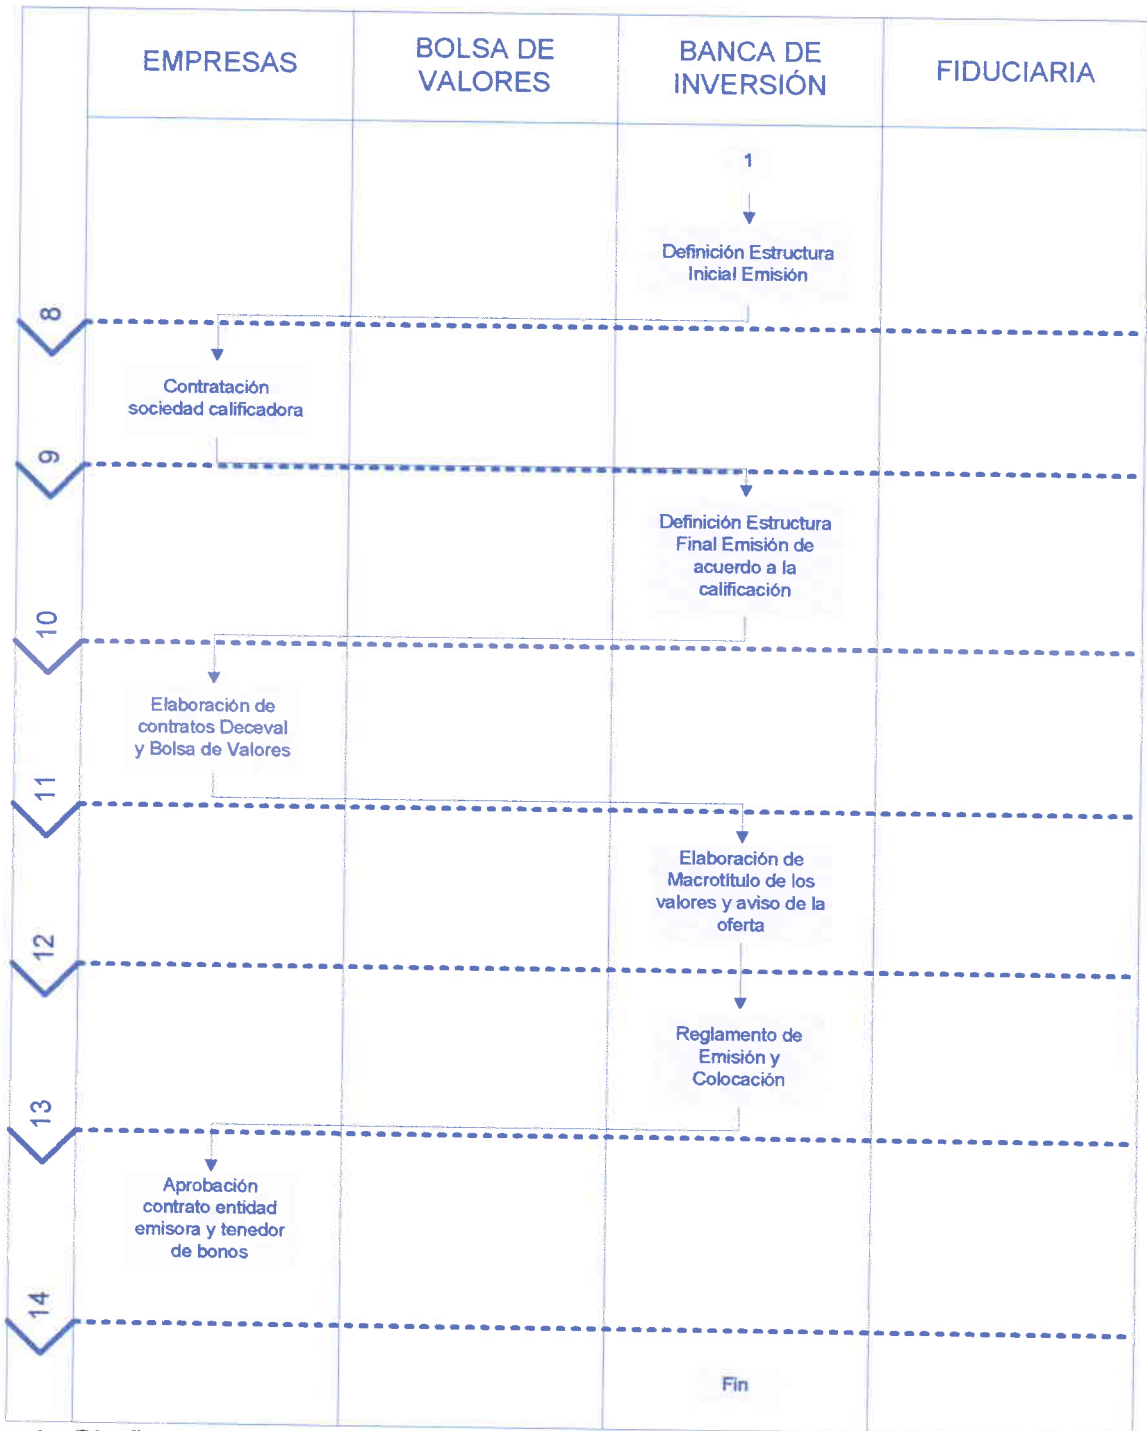 EMPRESAS
BOLSA DE
VALORES
BANCA DE
INVERSIÓN
FIDUCIARIA
1
Definición Estructura
Inicial Emisión
8
Contratación
sociedad calificadora
9
Definición Estructura
Final Emisión de
acuerdo a la
calificación
10
Elaboración de
contratos Deceval
y Bolsa de Valores
11
Elaboración de
Macrotítulo de los
valores y aviso de la
oferta
12
Reglamento de
Emisión y
Colocación
13
Aprobación
contrato entidad
emisora y tenedor
de bonos
14
Fin